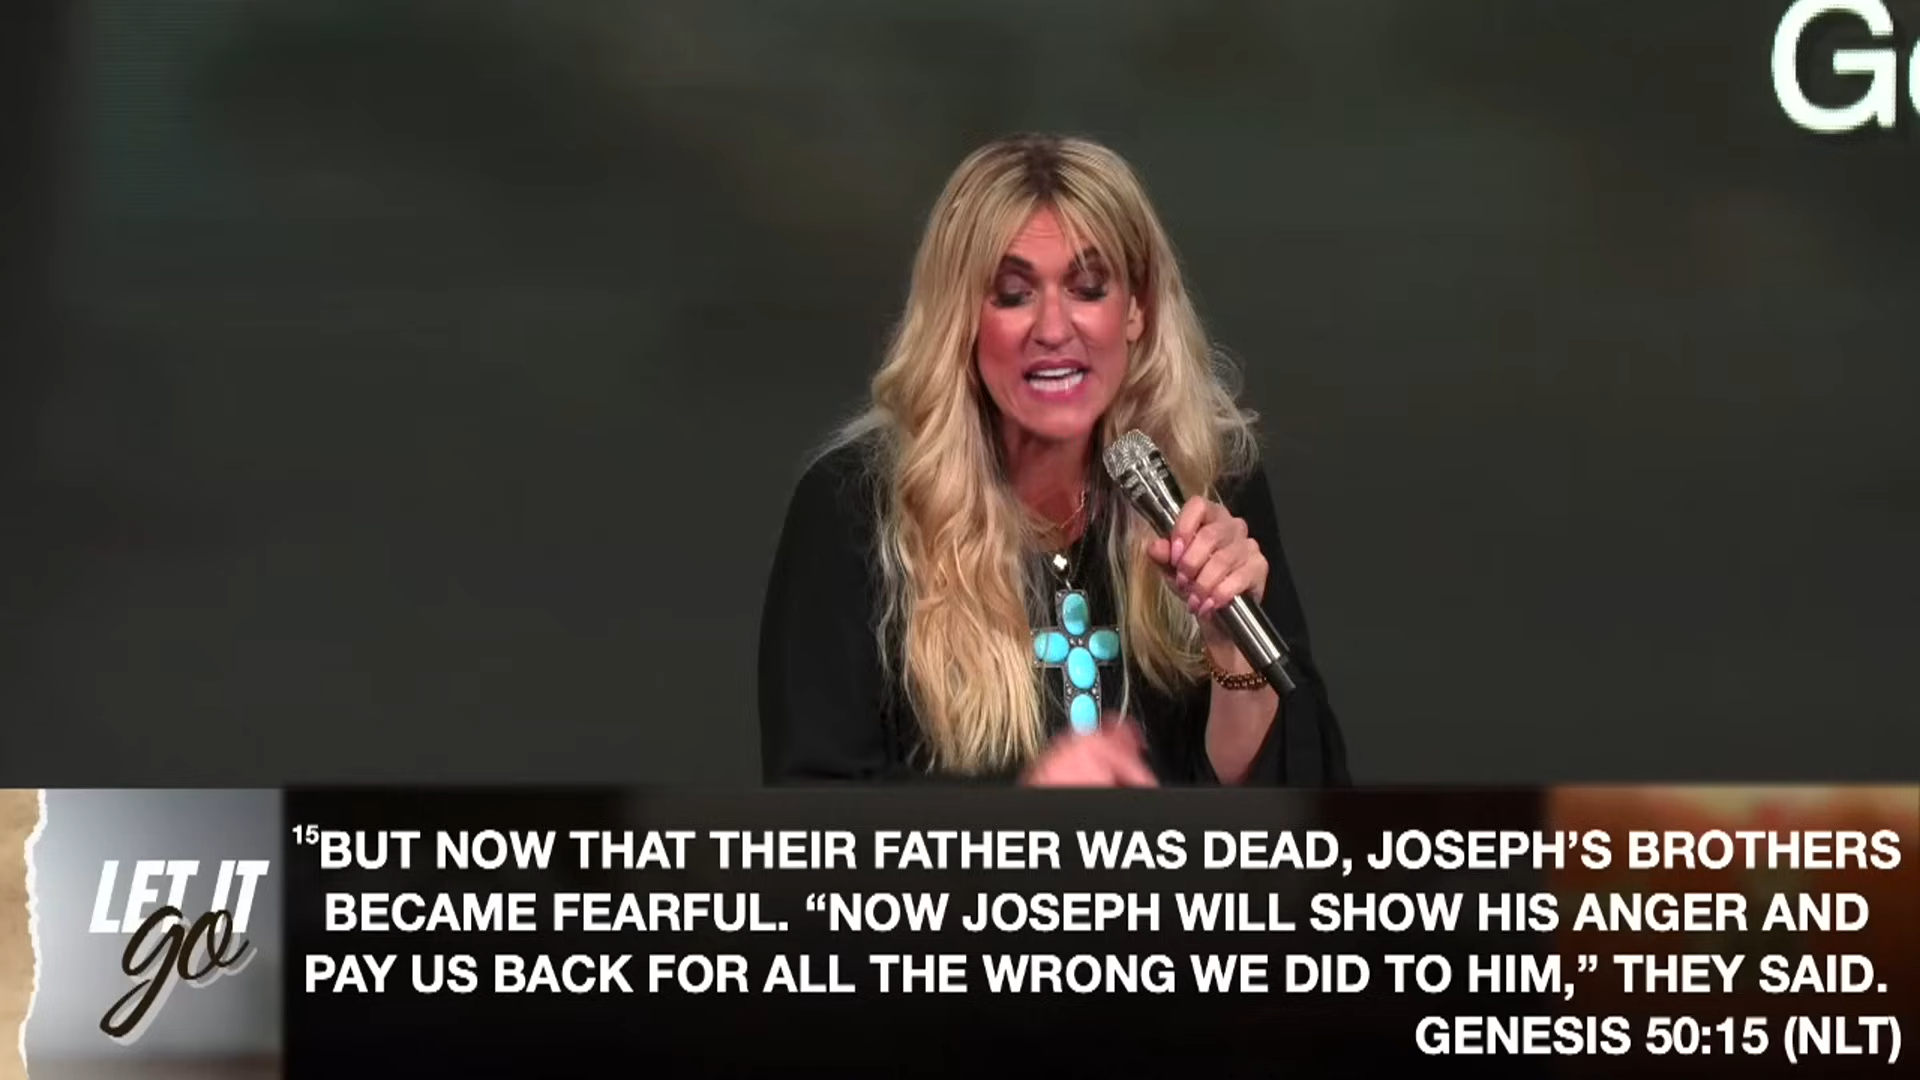 Ge
LET IT
go
¹⁵BUT NOW THAT THEIR FATHER WAS DEAD, JOSEPH’S BROTHERS
BECAME FEARFUL. “NOW JOSEPH WILL SHOW HIS ANGER AND
PAY US BACK FOR ALL THE WRONG WE DID TO HIM,” THEY SAID.
GENESIS 50:15 (NLT)